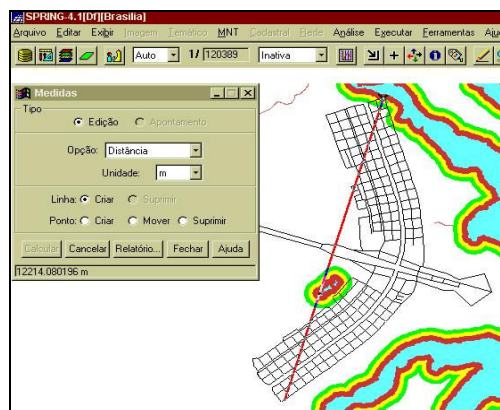 SPRING-4.1[Df][Brasilia]
Arquivo Editar Exibir Imagem Temático MNT Cadastral Rede Análise Executar Ferramentas
Auto 1/ 120389 Inativa
Medidas
Tipo
Edição Apontamento
Opção: Distância
Unidade: m
Linha: Criar Suprimir
Ponto: Criar Mover Suprimir
Calcular Cancelar Relatório... Fechar Ajuda
12214.080196 m